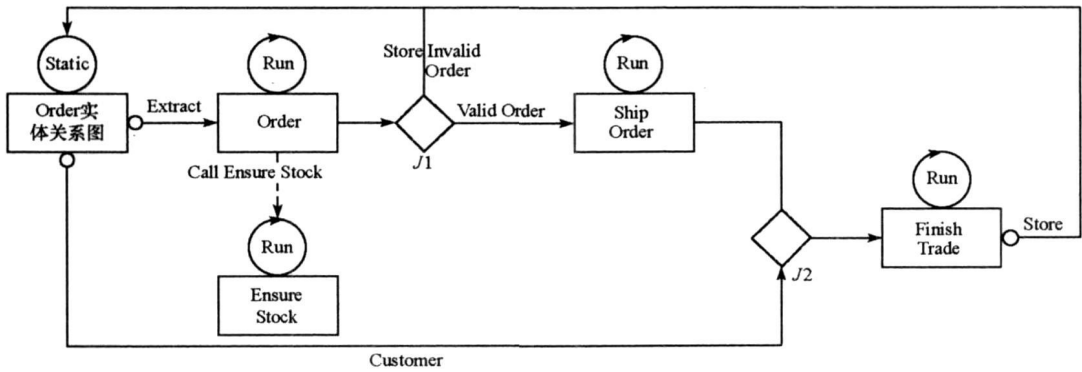 Static
Order实
体关系图
Extract
Run
Order
Call Ensure Stock
Run
Ensure
Stock
Store Invalid
Order
J1
Valid Order
Run
Ship
Order
J2
Run
Finish
Trade
Store
Customer